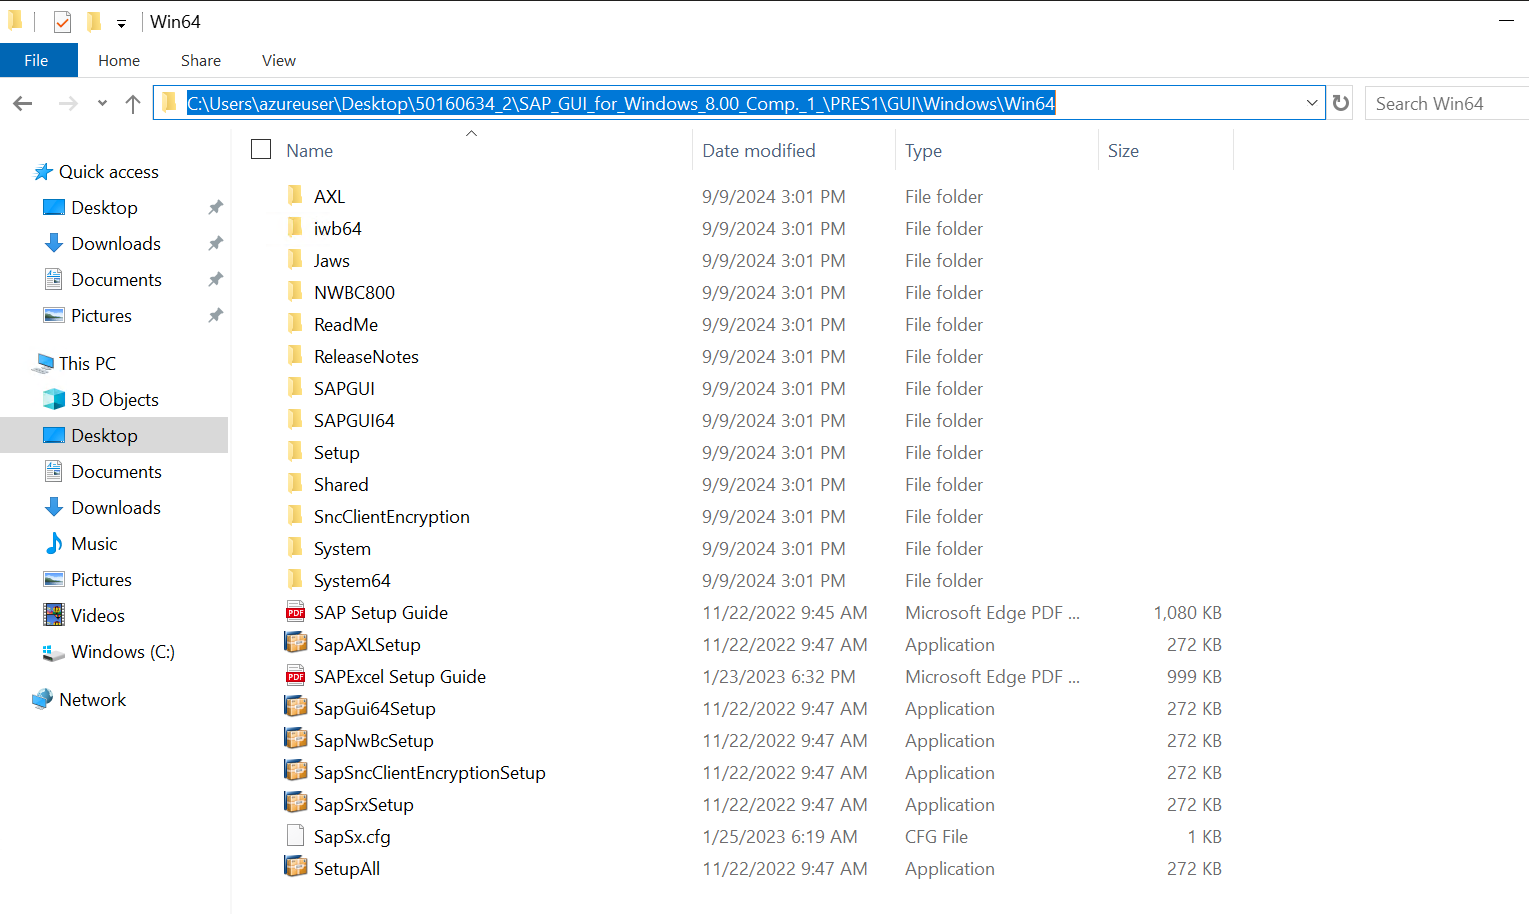 Win64
File Home Share View
C:\Users\azureuser\Desktop\50160634_2\SAP_GUI_for_Windows_8.00_Comp._1_\PRES1\GUI\Windows\Win64 Search Win64
Name Date modified Type Size
Quick access
Desktop
Downloads
Documents
Pictures
This PC
3D Objects
Desktop
Documents
Downloads
Music
Pictures
Videos
Windows (C:)
Network
AXL 9/9/2024 3:01 PM File folder
iwb64 9/9/2024 3:01 PM File folder
Jaws 9/9/2024 3:01 PM File folder
NWBC800 9/9/2024 3:01 PM File folder
ReadMe 9/9/2024 3:01 PM File folder
ReleaseNotes 9/9/2024 3:01 PM File folder
SAPGUI 9/9/2024 3:01 PM File folder
SAPGUI64 9/9/2024 3:01 PM File folder
Setup 9/9/2024 3:01 PM File folder
Shared 9/9/2024 3:01 PM File folder
SncClientEncryption 9/9/2024 3:01 PM File folder
System 9/9/2024 3:01 PM File folder
System64 9/9/2024 3:01 PM File folder
PDF SAP Setup Guide 11/22/2022 9:45 AM Microsoft Edge PDF ... 1,080 KB
SapAXLSetup 11/22/2022 9:47 AM Application 272 KB
PDF SAPExcel Setup Guide 1/23/2023 6:32 PM Microsoft Edge PDF ... 999 KB
SapGui64Setup 11/22/2022 9:47 AM Application 272 KB
SapNwBcSetup 11/22/2022 9:47 AM Application 272 KB
SapSncClientEncryptionSetup 11/22/2022 9:47 AM Application 272 KB
SapSrxSetup 11/22/2022 9:47 AM Application 272 KB
SapSx.cfg 1/25/2023 6:19 AM CFG File 1 KB
SetupAll 11/22/2022 9:47 AM Application 272 KB